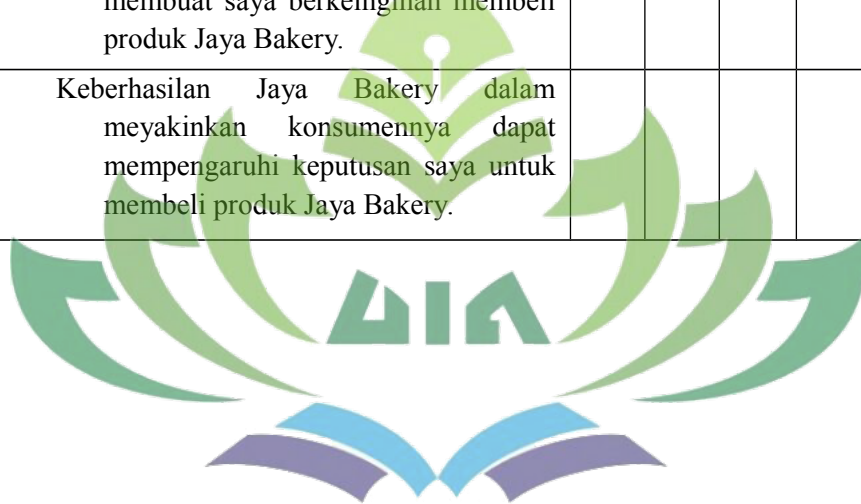 membuat saya berkeinginan membeli
produk Jaya Bakery.
Keberhasilan Jaya Bakery dalam
meyakinkan konsumennya dapat
mempengaruhi keputusan saya untuk
membeli produk Jaya Bakery.
UIN